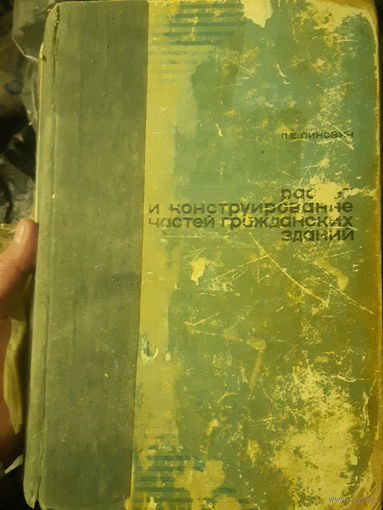 Л.Е. ЛИНОВИЧ
и конструирование
частей гражданских
зданий